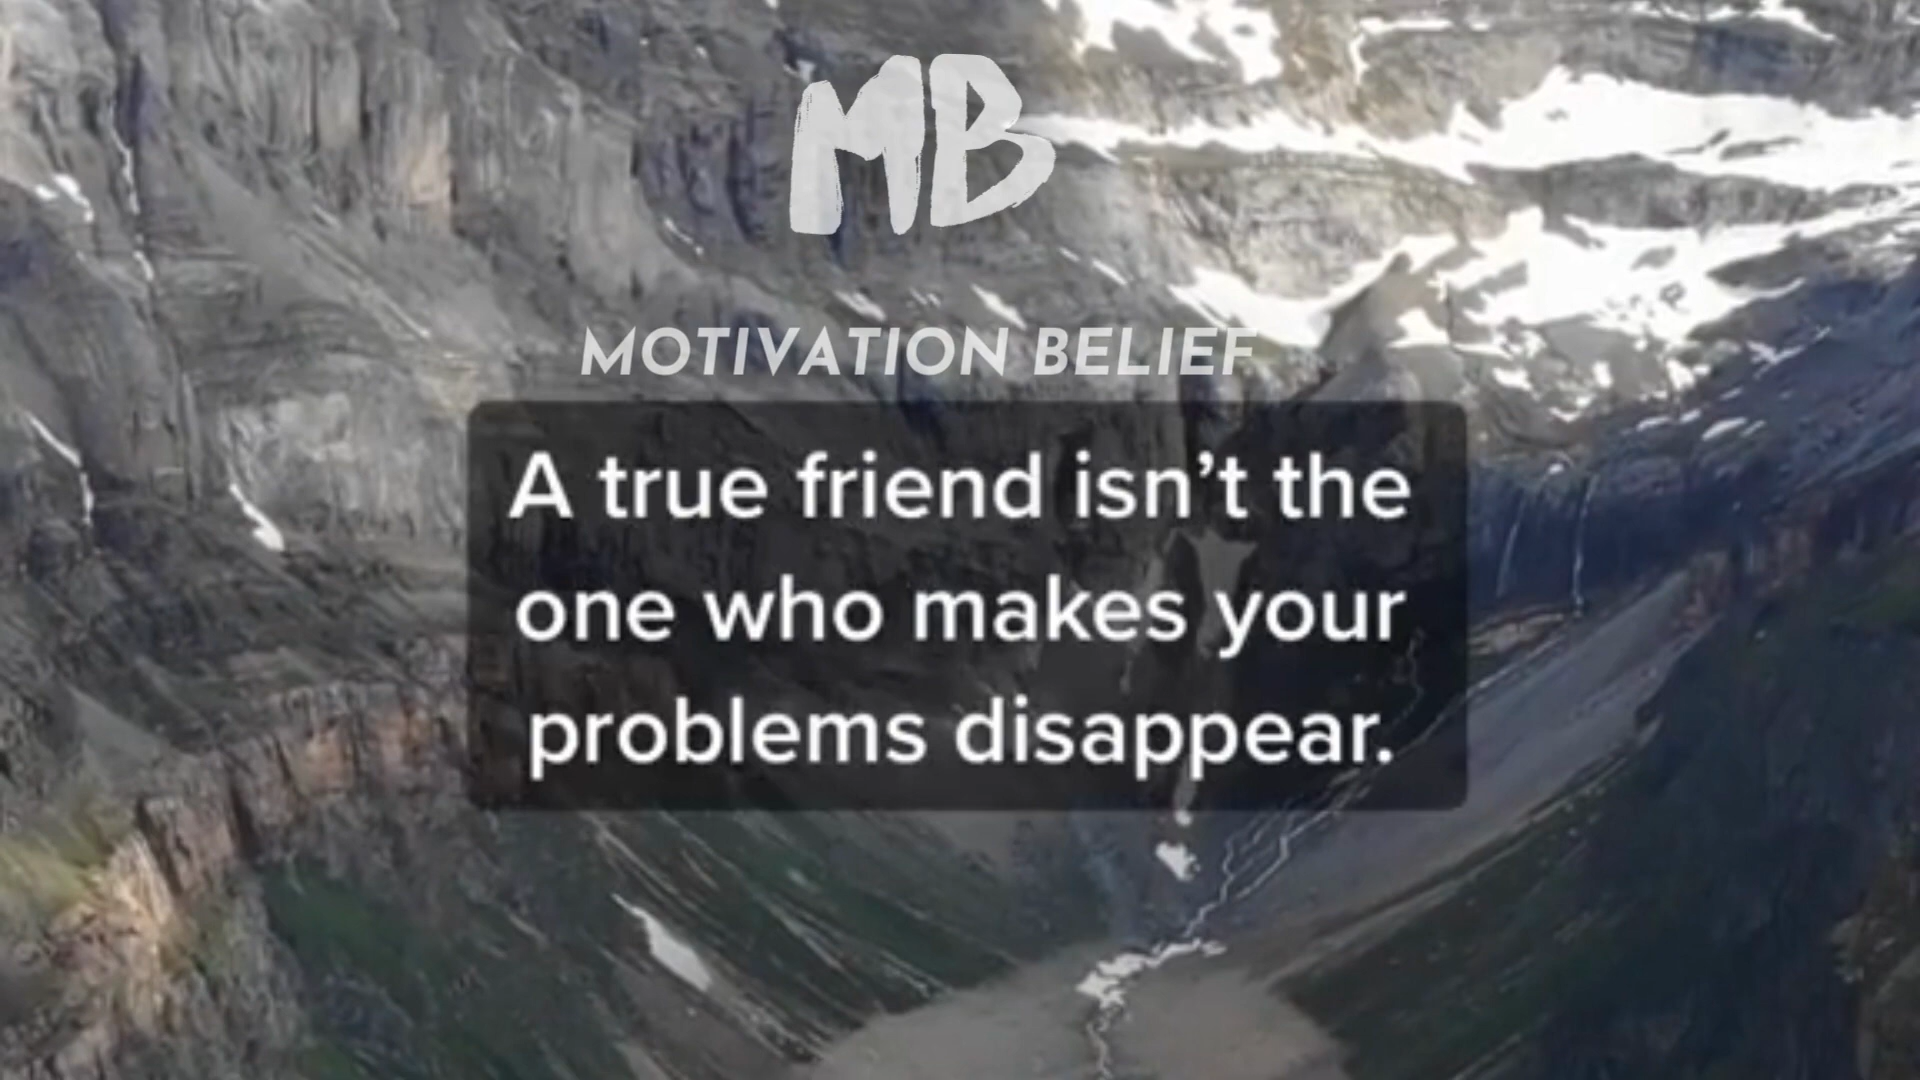 MB
MOTIVATION BELIEF
A true friend isn’t the
one who makes your
problems disappear.